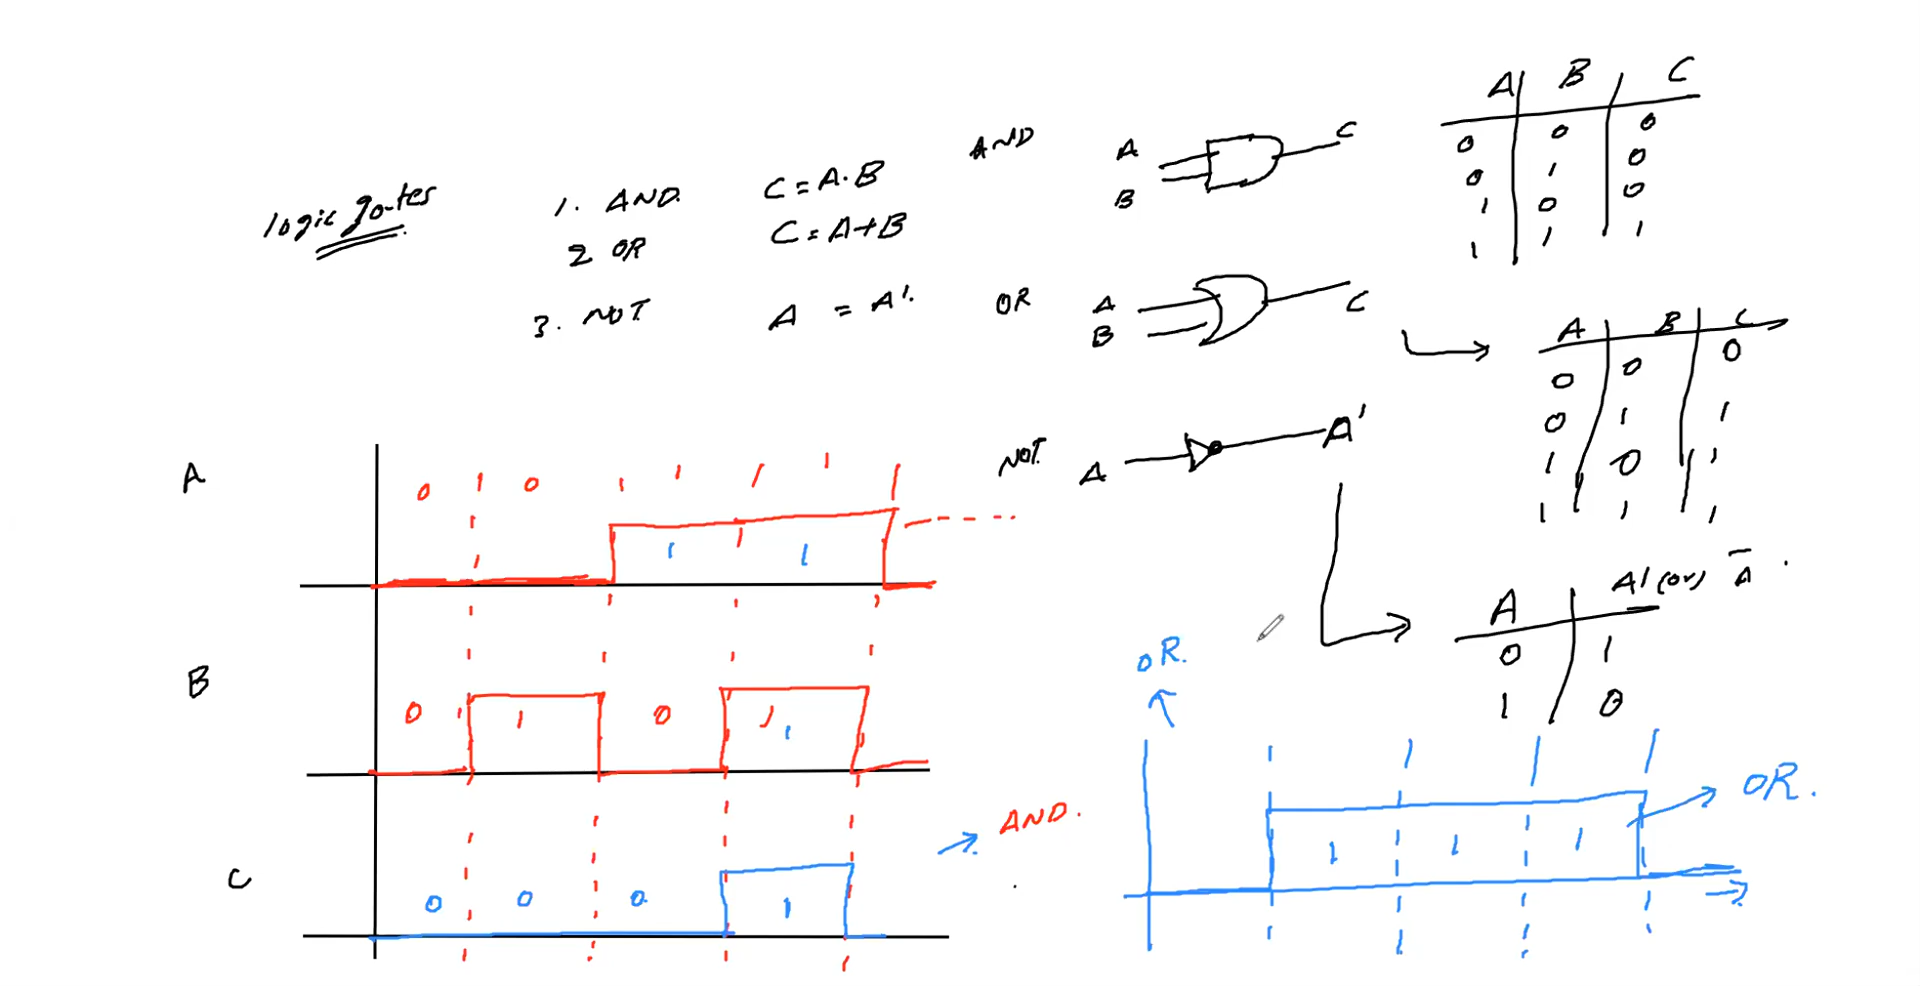 logic gates
1. AND. C = A.B
2 OR C = A+B
3. NOT A = A'.
AND A B C
OR A B C
NOT. A A'
A B C
0 0 0
0 1 0
1 0 0
1 1 1
A B C
0 0 0
0 1 1
1 0 1
1 1 1
A A' (or) A̅ .
0 1
1 0
A 0 0 1 1
1 1
B 0 1 0 1
1
C 0 0 0 1
AND.
OR.
1 1 1
OR.